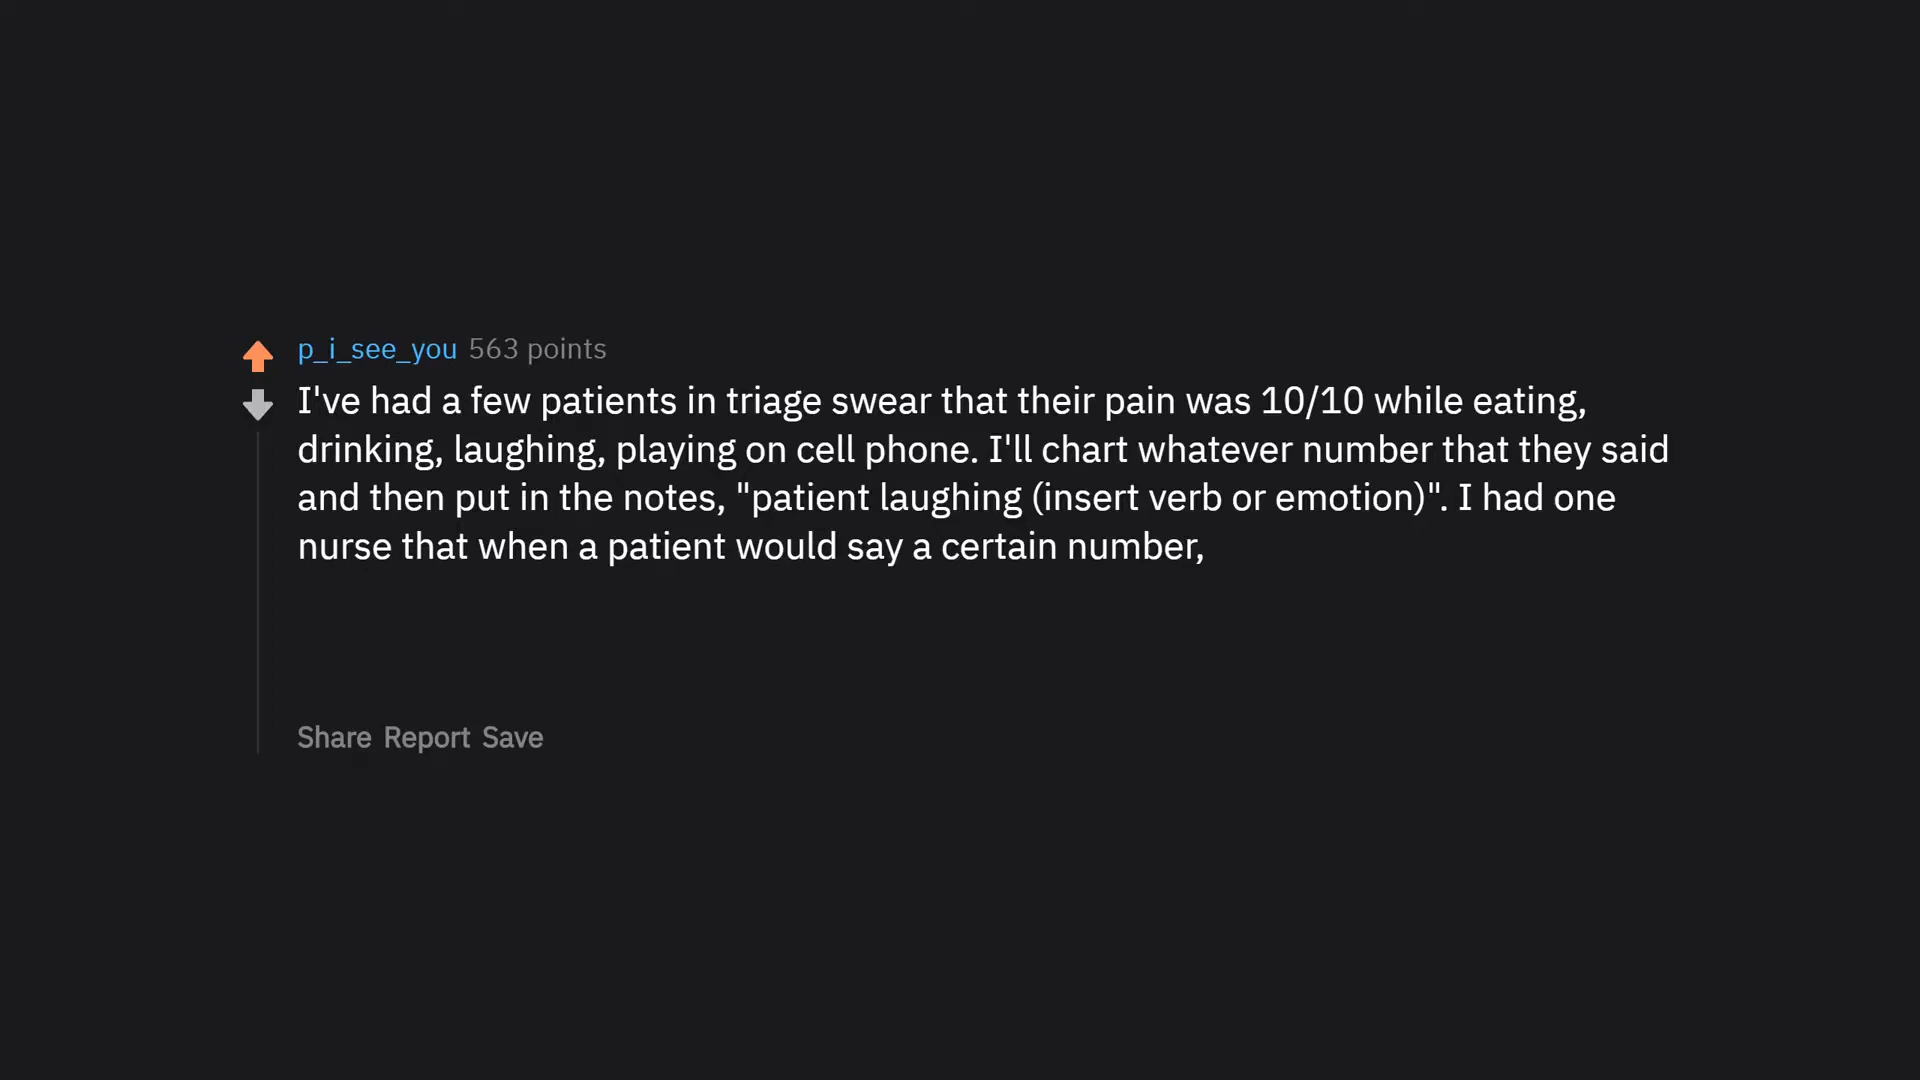 p_i_see_you 563 points
I've had a few patients in triage swear that their pain was 10/10 while eating,
drinking, laughing, playing on cell phone. I'll chart whatever number that they said
and then put in the notes, "patient laughing (insert verb or emotion)". I had one
nurse that when a patient would say a certain number,
Share Report Save